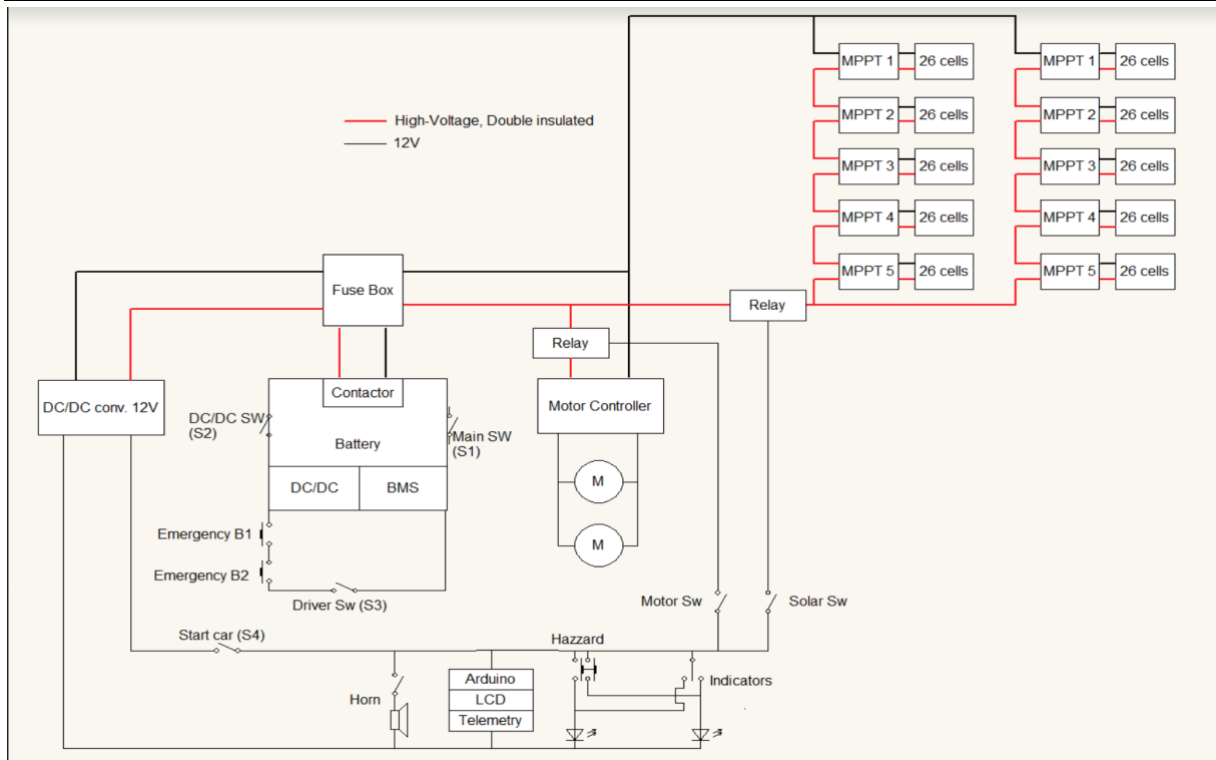 MPPT 1 26 cells MPPT 1 26 cells
High-Voltage, Double insulated
MPPT 2 26 cells MPPT 2 26 cells
12V
MPPT 3 26 cells MPPT 3 26 cells
MPPT 4 26 cells MPPT 4 26 cells
MPPT 5 26 cells MPPT 5 26 cells
Fuse Box
Relay
Relay
Contactor
DC/DC conv. 12V
Motor Controller
DC/DC SW
(S2)
Battery
Main SW
(S1)
DC/DC BMS
M
Emergency B1
M
Emergency B2
Driver Sw (S3)
Motor Sw
Solar Sw
Start car (S4)
Hazzard
Arduino
Indicators
Horn
LCD
Telemetry